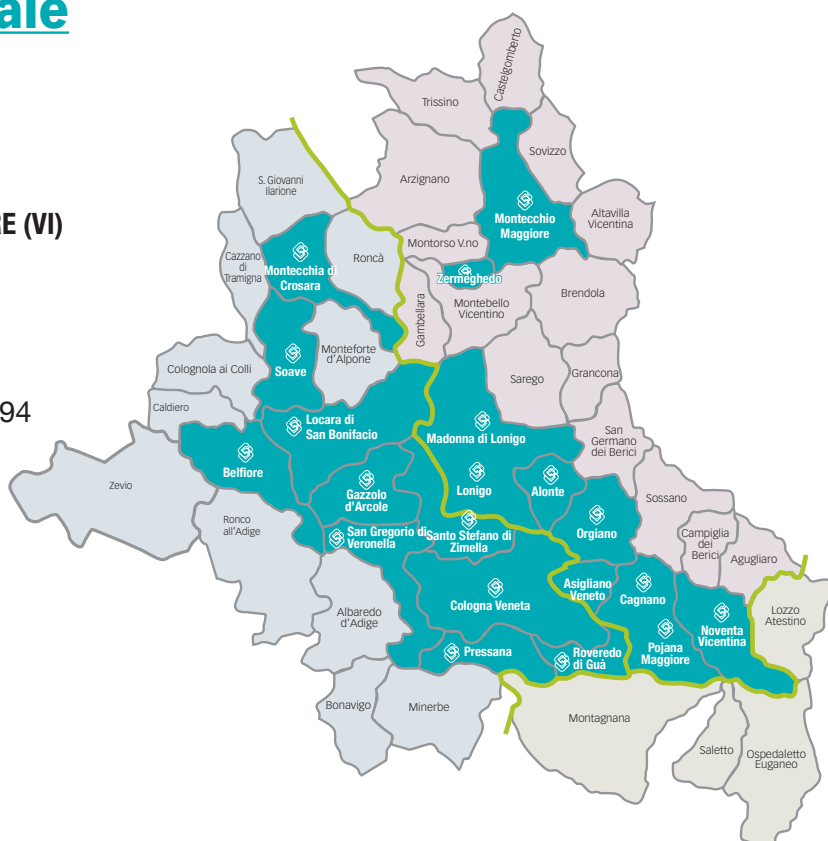 ale
RE (VI)
94
Castelgomberto
Trissino
Sovizzo
Arzignano
S. Giovanni
Ilarione
Montecchio
Maggiore
Altavilla
Vicentina
Montorso V.no
Roncà
Cazzano
di
Tramigna
Montecchia di
Crosara
Zermeghedo
Gambellara
Montebello
Vicentino
Brendola
Monteforte
d'Alpone
Soave
Colognola ai Colli
Sarego
Grancona
Caldiero
Locara di
San Bonifacio
Madonna di Lonigo
San
Germano
dei Berici
Belfiore
Zevio
Gazzolo
d'Arcole
Lonigo
Alonte
Sossano
Orgiano
Ronco
all'Adige
San Gregorio di
Veronella
Santo Stefano di
Zimella
Campiglia
dei
Berici
Agugliaro
Asigliano
Veneto
Cagnano
Cologna Veneta
Albaredo
d'Adige
Lozzo
Atestino
Noventa
Vicentina
Pojana
Maggiore
Pressana
Roveredo
di Guà
Bonavigo
Minerbe
Montagnana
Saletto
Ospedaletto
Euganeo